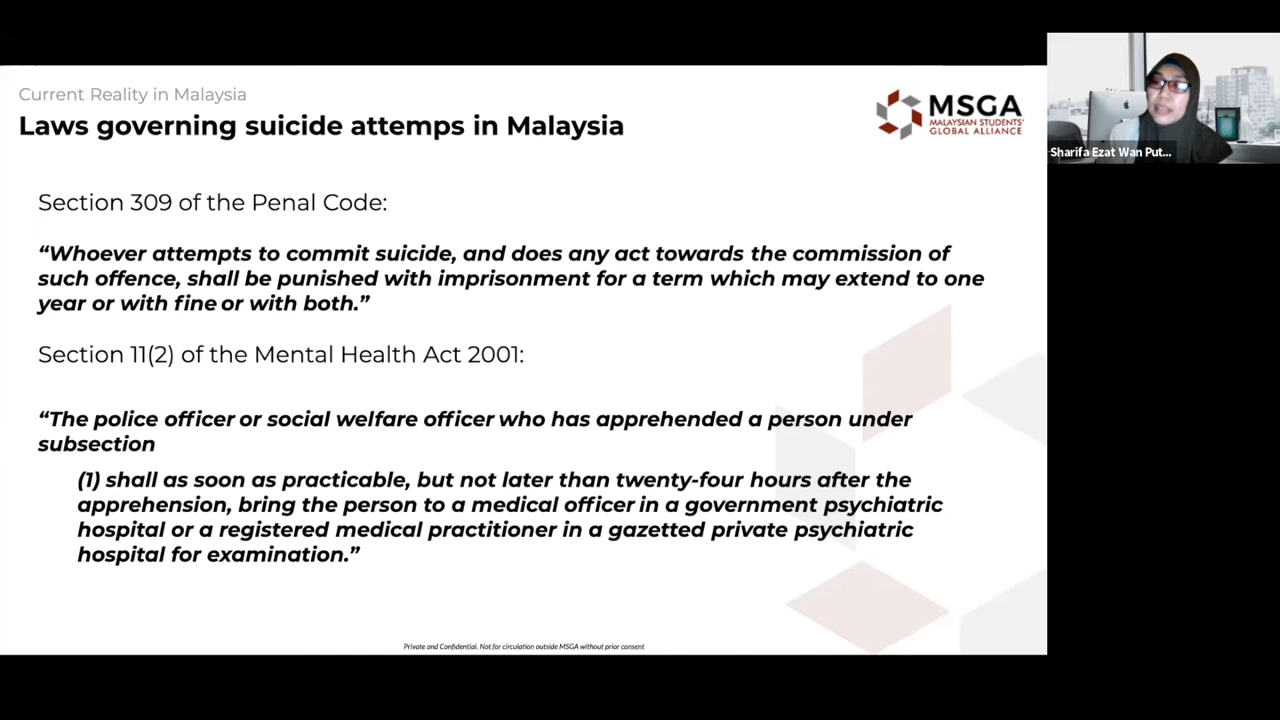 Current Reality in Malaysia
Laws governing suicide attemps in Malaysia
MSGA
MALAYSIAN STUDENTS'
GLOBAL ALLIANCE
Sharifa Ezat Wan Put...
Section 309 of the Penal Code:
“Whoever attempts to commit suicide, and does any act towards the commission of
such offence, shall be punished with imprisonment for a term which may extend to one
year or with fine or with both.”
Section 11(2) of the Mental Health Act 2001:
“The police officer or social welfare officer who has apprehended a person under
subsection
(1) shall as soon as practicable, but not later than twenty-four hours after the
apprehension, bring the person to a medical officer in a government psychiatric
hospital or a registered medical practitioner in a gazetted private psychiatric
hospital for examination.”
Private and Confidential. Not for circulation outside MSGA without prior consent